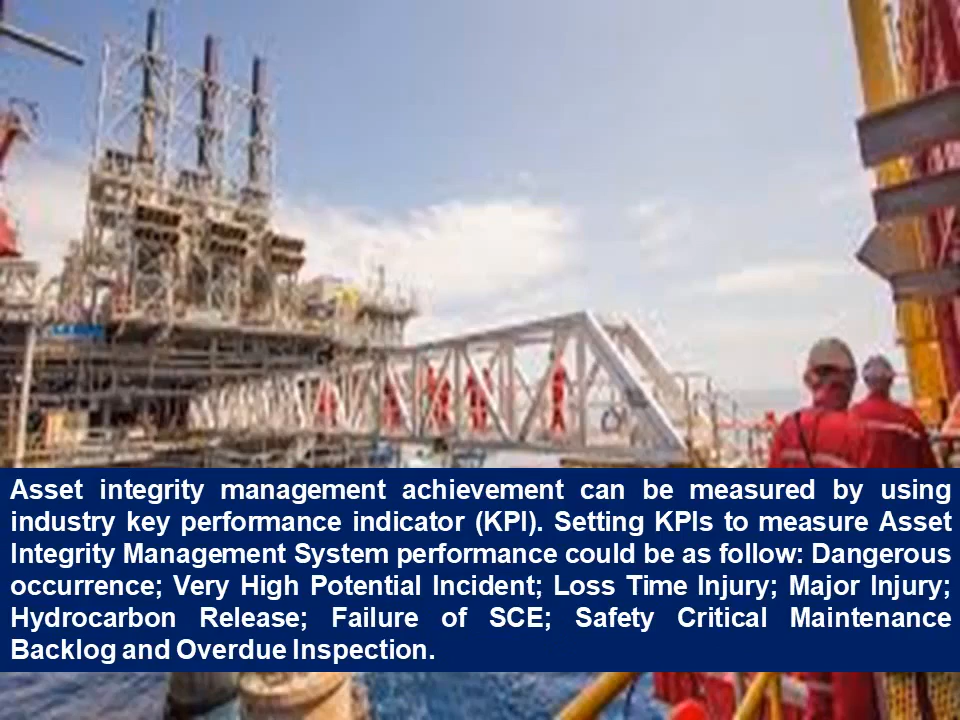 Asset integrity management achievement can be measured by using
industry key performance indicator (KPI). Setting KPIs to measure Asset
Integrity Management System performance could be as follow: Dangerous
occurrence; Very High Potential Incident; Loss Time Injury; Major Injury;
Hydrocarbon Release; Failure of SCE; Safety Critical Maintenance
Backlog and Overdue Inspection.